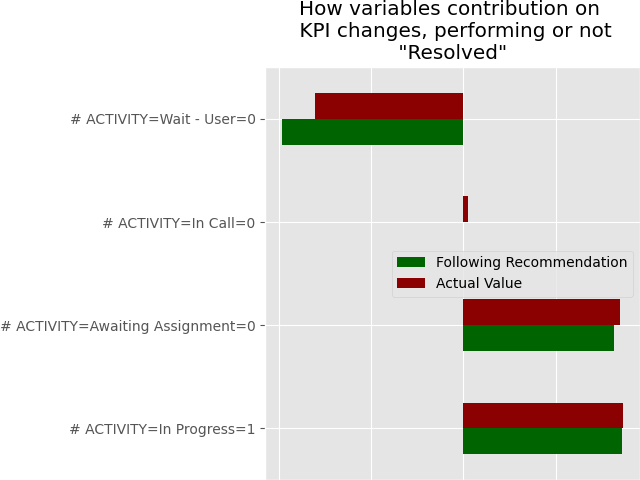 How variables contribution on
KPI changes, performing or not
"Resolved"
# ACTIVITY=Wait - User=0
# ACTIVITY=In Call=0
Following Recommendation
Actual Value
# ACTIVITY=Awaiting Assignment=0
# ACTIVITY=In Progress=1